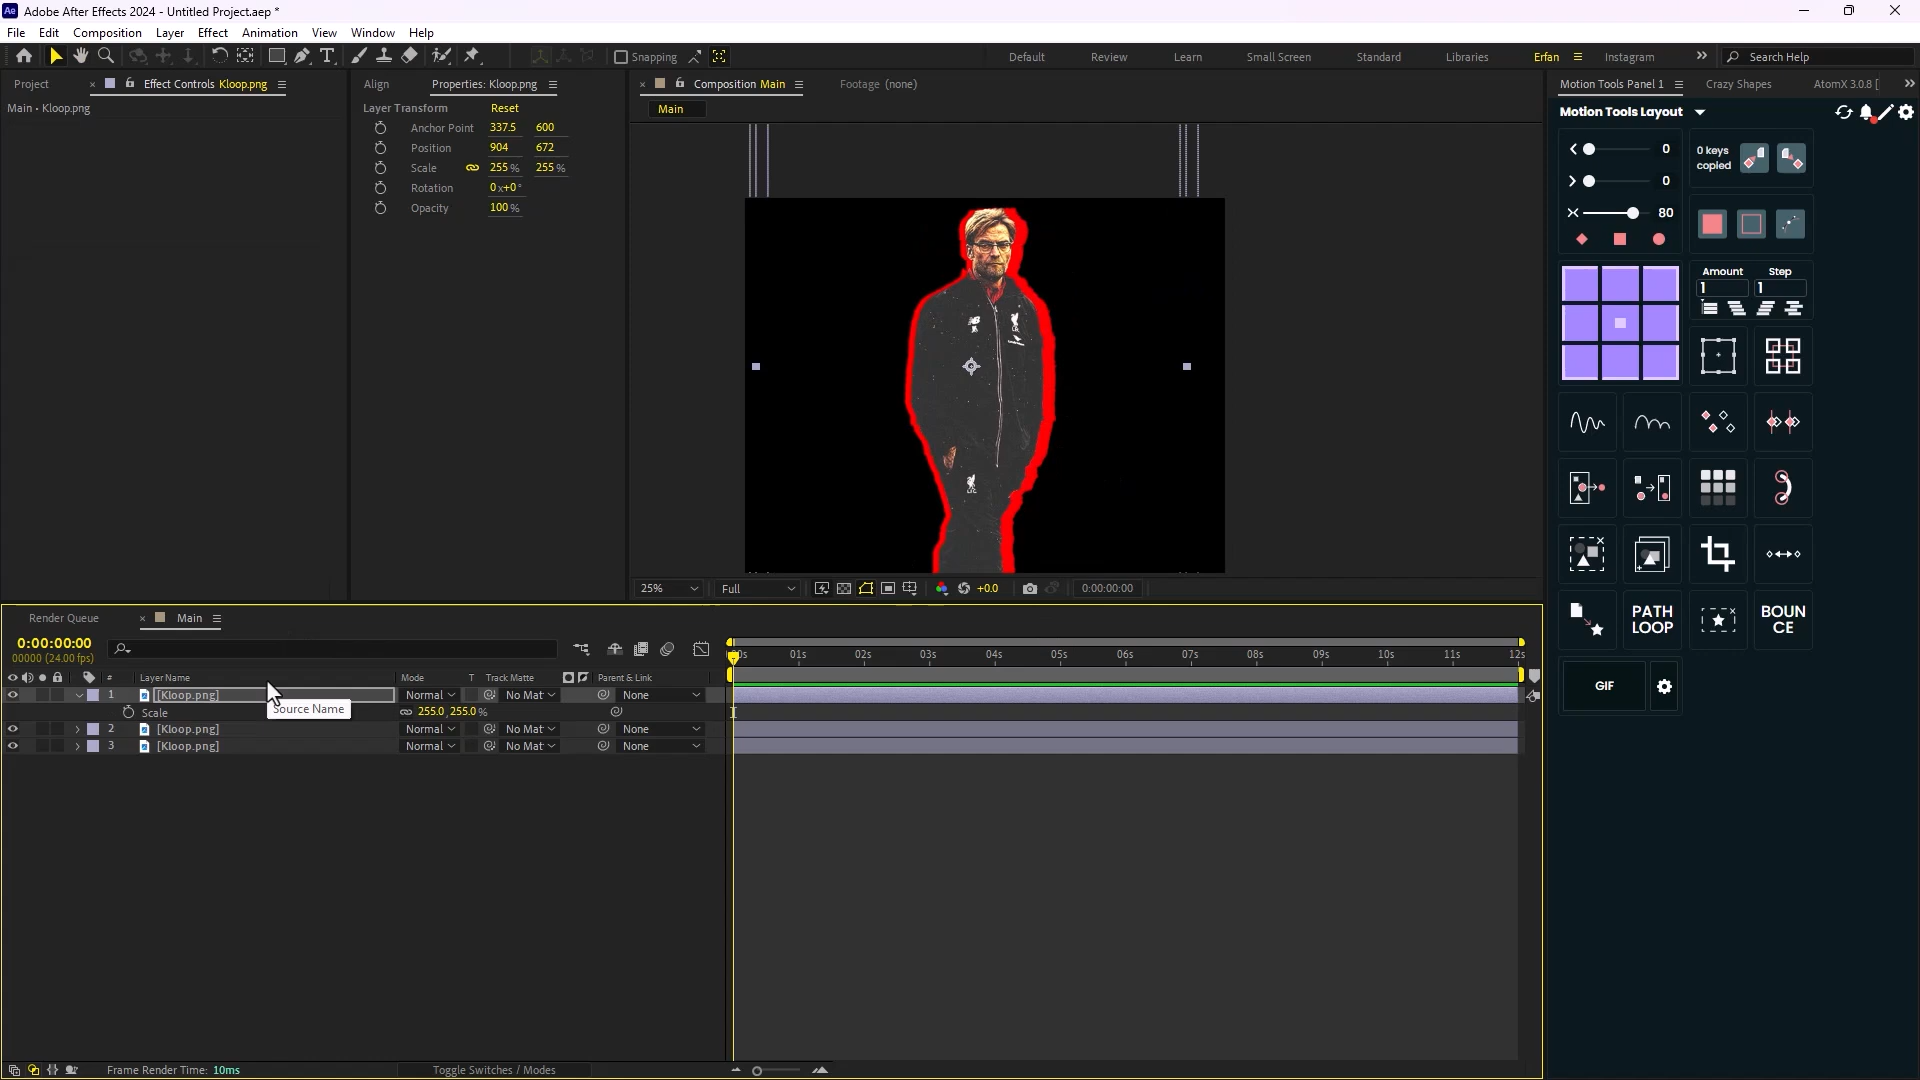 Ae Adobe After Effects 2024 - Untitled Project.aep *
File Edit Composition Layer Effect Animation View Window Help
Snapping Default Review Learn Small Screen Standard Libraries Erfan Instagram Search Help
Project Effect Controls Kloop.png
Main • Kloop.png
Align Properties: Kloop.png
Layer Transform Reset
Anchor Point 337.5 600
Position 904 672
Scale 255 % 255 %
Rotation 0x+0°
Opacity 100 %
Composition Main Footage (none)
Main
25% Full +0.0 0:00:00:00
Motion Tools Panel 1 Crazy Shapes AtomX 3.0.8 [
Motion Tools Layout
0
0
80
0 keys
copied
Amount Step
1 1
PATH
LOOP
BOUN
CE
GIF
Render Queue Main
0:00:00:00
00000 (24.00 fps)
# Layer Name Mode T Track Matte Parent & Link
00s 01s 02s 03s 04s 05s 06s 07s 08s 09s 10s 11s 12s
1 [Kloop.png] Normal No Mat None
Scale 255.0, 255.0 %
Source Name
2 [Kloop.png] Normal No Mat None
3 [Kloop.png] Normal No Mat None
Frame Render Time: 10ms Toggle Switches / Modes